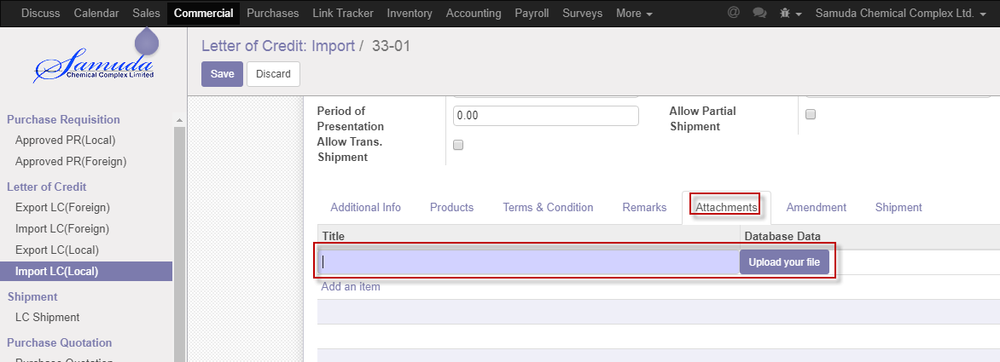 Discuss Calendar Sales Commercial Purchases Link Tracker Inventory Accounting Payroll Surveys More @ Samuda Chemical Complex Ltd.
Samuda
Chemical Complex Limited
Letter of Credit: Import / 33-01
Save Discard
Purchase Requisition
Approved PR(Local)
Approved PR(Foreign)
Letter of Credit
Export LC(Foreign)
Import LC(Foreign)
Export LC(Local)
Import LC(Local)
Shipment
LC Shipment
Purchase Quotation
Purchase Quotation
Period of
Presentation
0.00
Allow Partial
Shipment
Allow Trans.
Shipment
Additional Info Products Terms & Condition Remarks Attachments Amendment Shipment
Title Database Data
Upload your file
Add an item